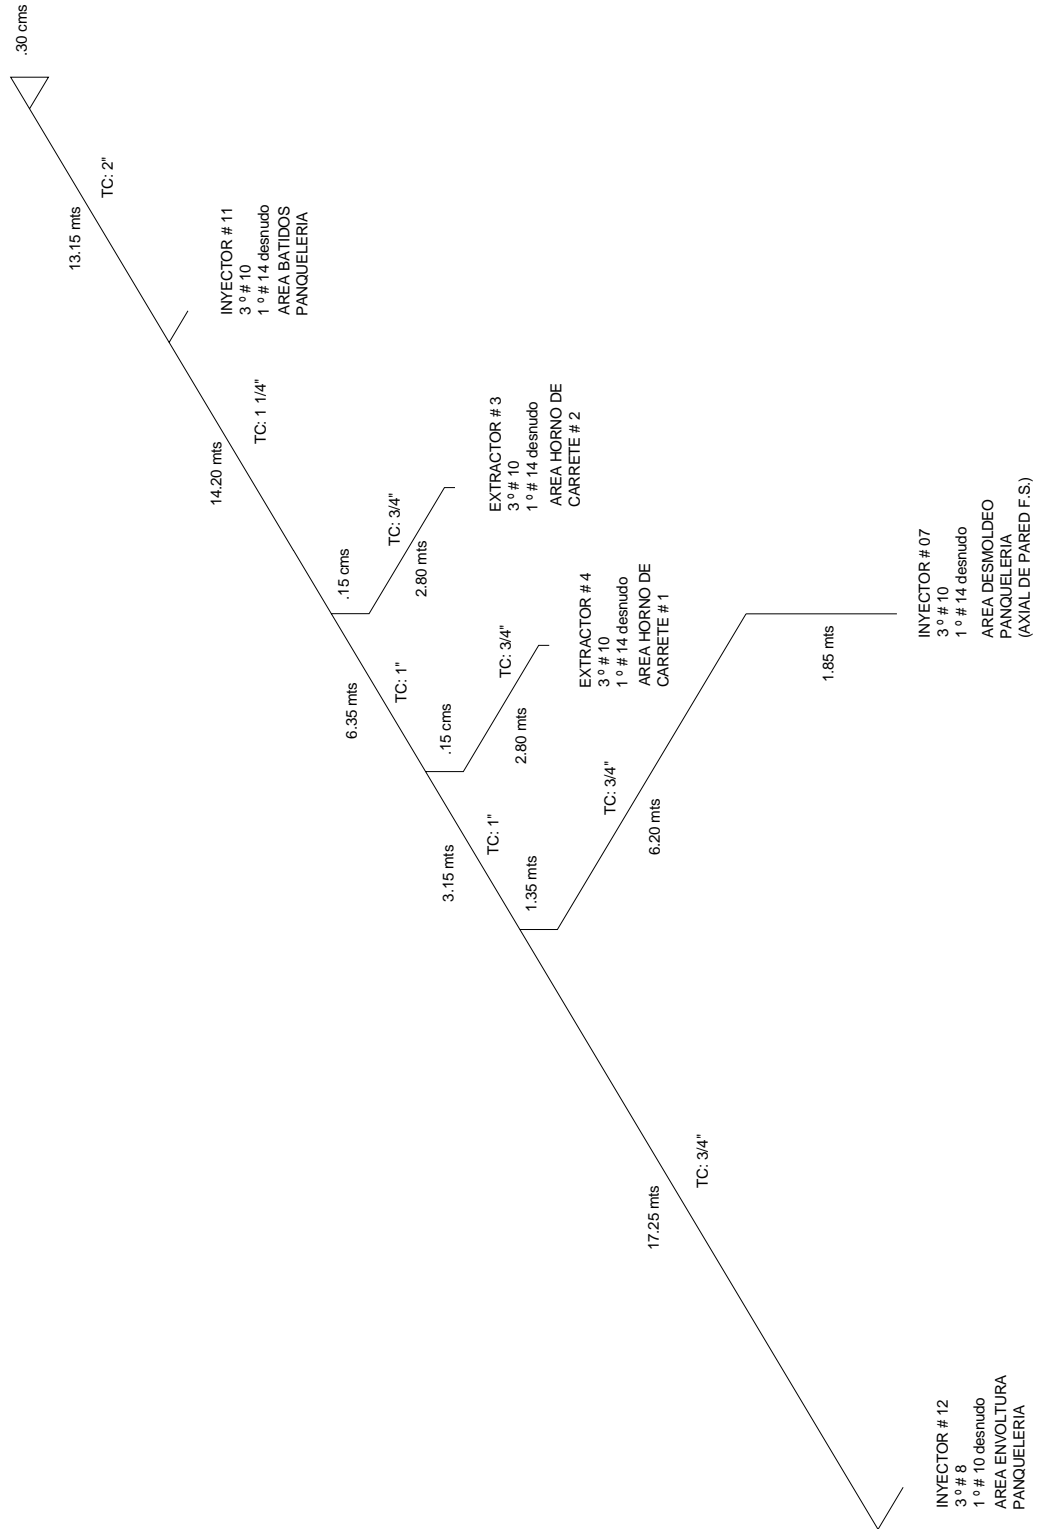 .30 cms
13.15 mts
TC: 2"
INYECTOR # 11
3 º # 10
1 º # 14 desnudo
AREA BATIDOS
PANQUELERIA
14.20 mts
TC: 1 1/4"
.15 cms
TC: 3/4"
2.80 mts
EXTRACTOR # 3
3 º # 10
1 º # 14 desnudo
AREA HORNO DE
CARRETE # 2
6.35 mts
TC: 1"
.15 cms
TC: 3/4"
2.80 mts
EXTRACTOR # 4
3 º # 10
1 º # 14 desnudo
AREA HORNO DE
CARRETE # 1
3.15 mts
TC: 1"
1.35 mts
TC: 3/4"
6.20 mts
1.85 mts
INYECTOR # 07
3 º # 10
1 º # 14 desnudo
AREA DESMOLDEO
PANQUELERIA
(AXIAL DE PARED F.S.)
17.25 mts
TC: 3/4"
INYECTOR # 12
3 º # 8
1 º # 10 desnudo
AREA ENVOLTURA
PANQUELERIA